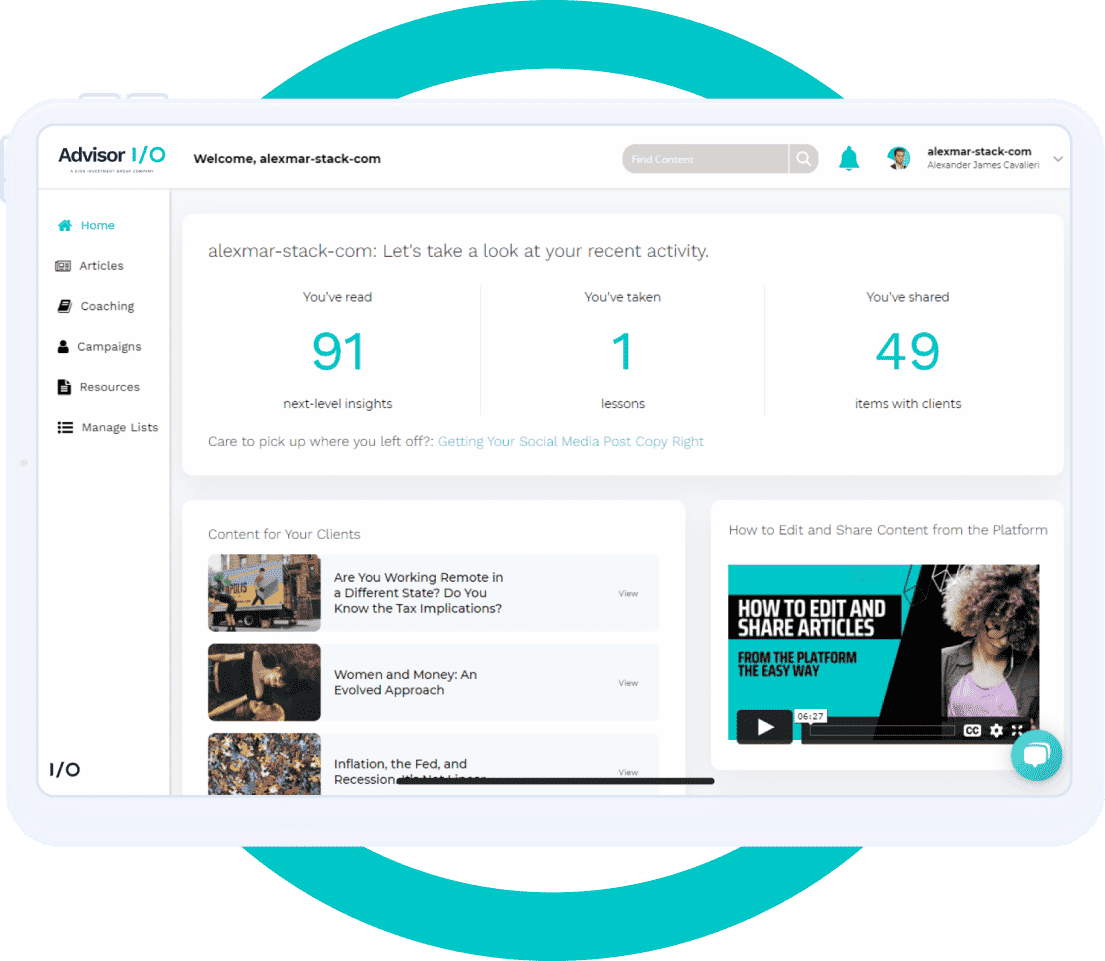 Advisor I/O
Welcome, alexmar-stack-com
Find Content
alexmar-stack-com
Alexander James Cavalieri
Home
Articles
Coaching
Campaigns
Resources
Manage Lists
I/O
alexmar-stack-com: Let's take a look at your recent activity.
You've read
91
next-level insights
You've taken
1
lessons
You've shared
49
items with clients
Care to pick up where you left off?: Getting Your Social Media Post Copy Right
Content for Your Clients
Are You Working Remote in
a Different State? Do You
Know the Tax Implications?
View
Women and Money: An
Evolved Approach
View
Inflation, the Fed, and
Recession: It's Not Linear
View
How to Edit and Share Content from the Platform
HOW TO EDIT AND
SHARE ARTICLES
FROM THE PLATFORM
THE EASY WAY
06:27
CC